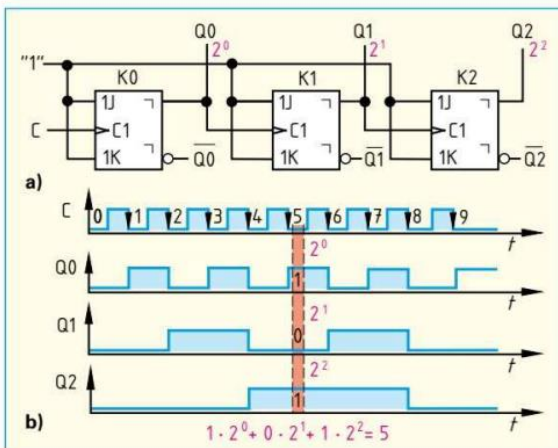 Q0 Q1 Q2
2⁰ 2¹ 2²
"1" K0 K1 K2
1J ¬ 1J ¬ 1J ¬
C C1 C1 C1
1K ¬ Q̅0̅ 1K ¬ Q̅1̅ 1K ¬ Q̅2̅
a)
C 0 1 2 3 4 5 6 7 8 9
t
2⁰
Q0 1
t
2¹
Q1 0
t
2²
Q2 1
t
b) 1 · 2⁰ + 0 · 2¹ + 1 · 2² = 5